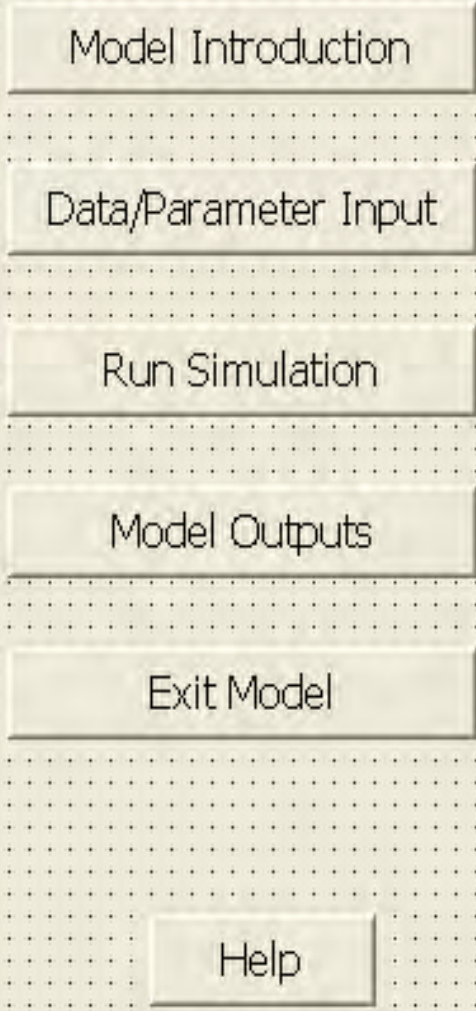 Model Introduction
Data/Parameter Input
Run Simulation
Model Outputs
Exit Model
Help